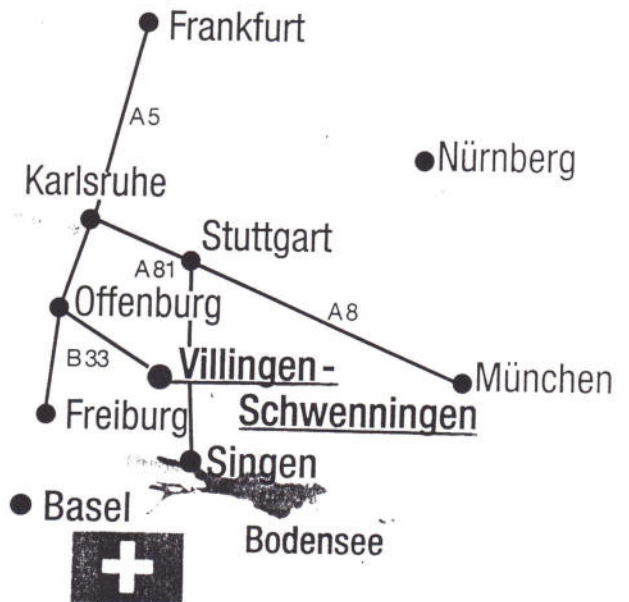 Frankfurt
A5
Nürnberg
Karlsruhe
Stuttgart
A81
Offenburg
A8
B33
Villingen-
München
Freiburg
Schwenningen
Singen
Basel
Bodensee